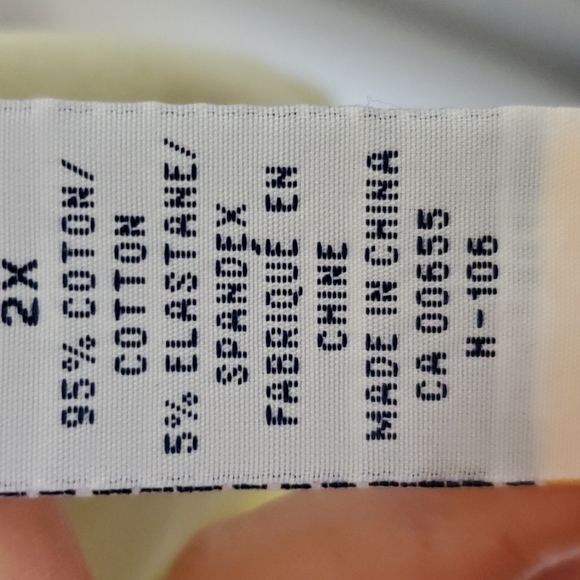 2X
95% COTON/
COTTON
5% ELASTANE/
SPANDEX
FABRIQUÉ EN
CHINE
MADE IN CHINA
CA 00655
H-106